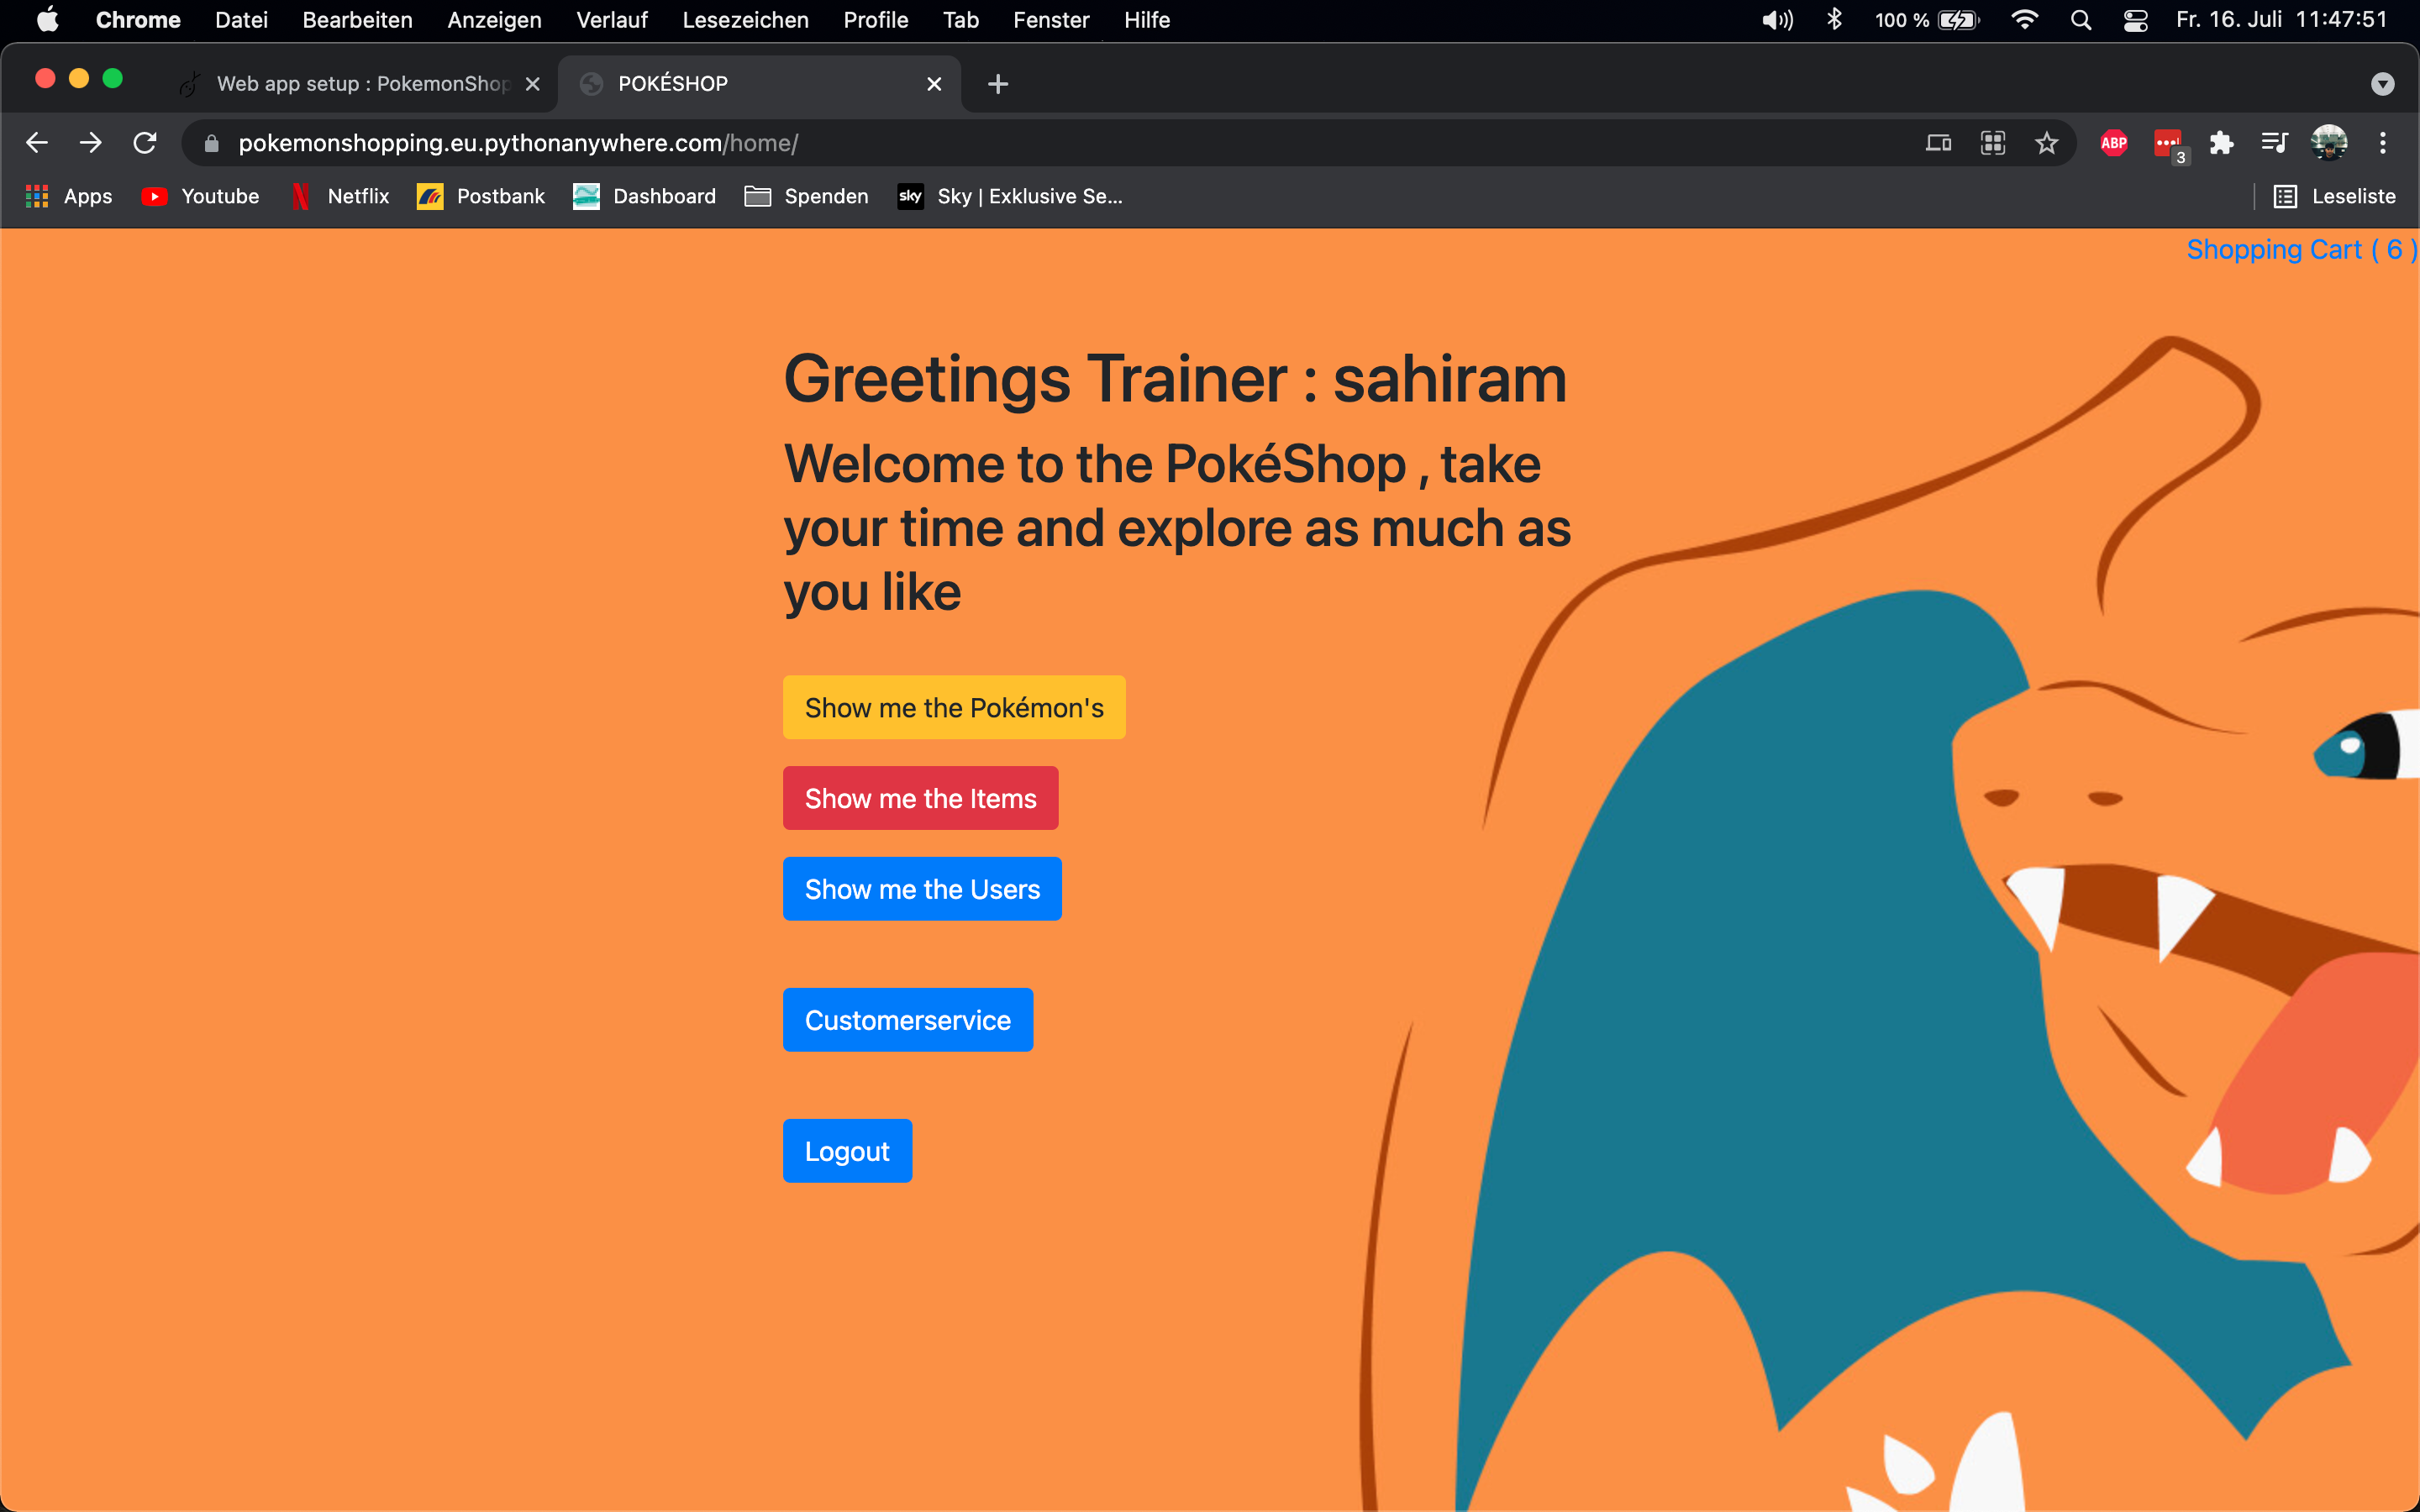 Chrome Datei Bearbeiten Anzeigen Verlauf Lesezeichen Profile Tab Fenster Hilfe 100 % Fr. 16. Juli 11:47:51
Web app setup : PokemonShop POKÉSHOP
pokemonshopping.eu.pythonanywhere.com/home/ ABP 3
Apps Youtube Netflix Postbank Dashboard Spenden sky Sky | Exklusive Se... Leseliste
Shopping Cart ( 6 )
Greetings Trainer : sahiram
Welcome to the PokéShop , take
your time and explore as much as
you like
Show me the Pokémon's
Show me the Items
Show me the Users
Customerservice
Logout